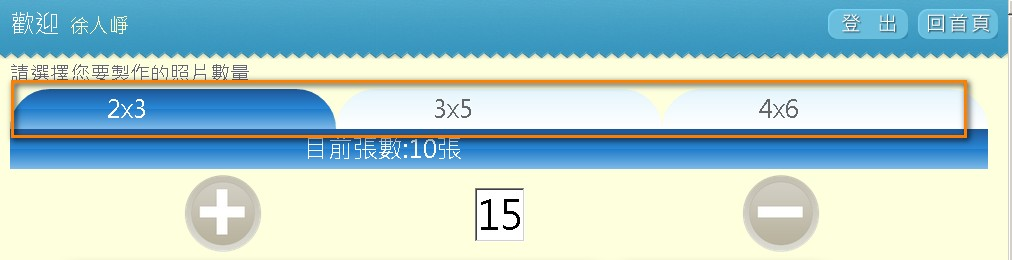 歡迎 徐人崢
登 出 回首頁
請選擇您要製作的照片數量
2x3 3x5 4x6
目前張數:10張
15